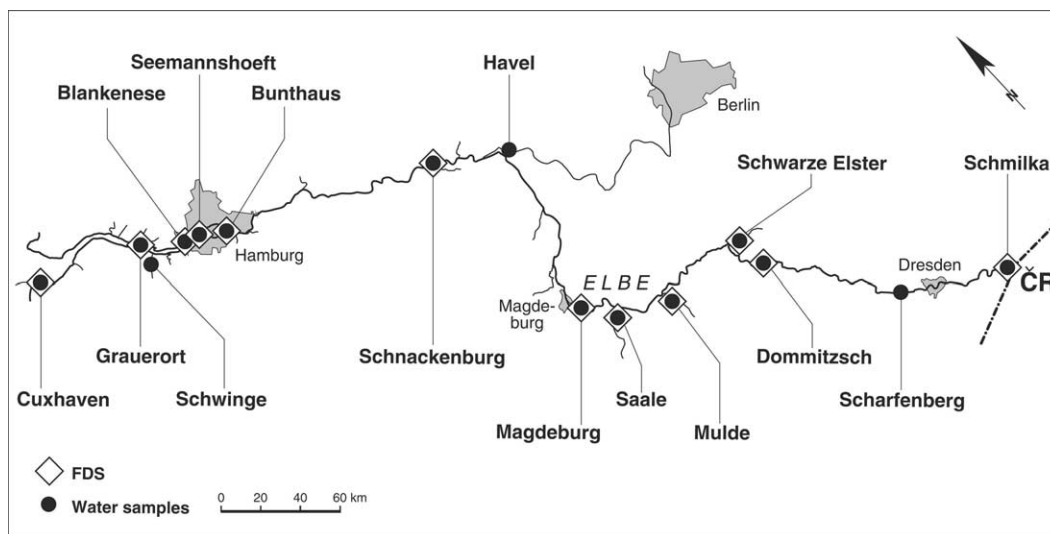 Seemannshoeft
Havel
Blankenese
Bunthaus
N
Berlin
Schwarze Elster
Schmilka
Hamburg
ELBE
Dresden
ČR
Magde-
burg
Grauerort
Schnackenburg
Dommitzsch
Cuxhaven
Schwinge
Saale
Scharfenberg
Magdeburg
Mulde
FDS
Water samples
0 20 40 60 km